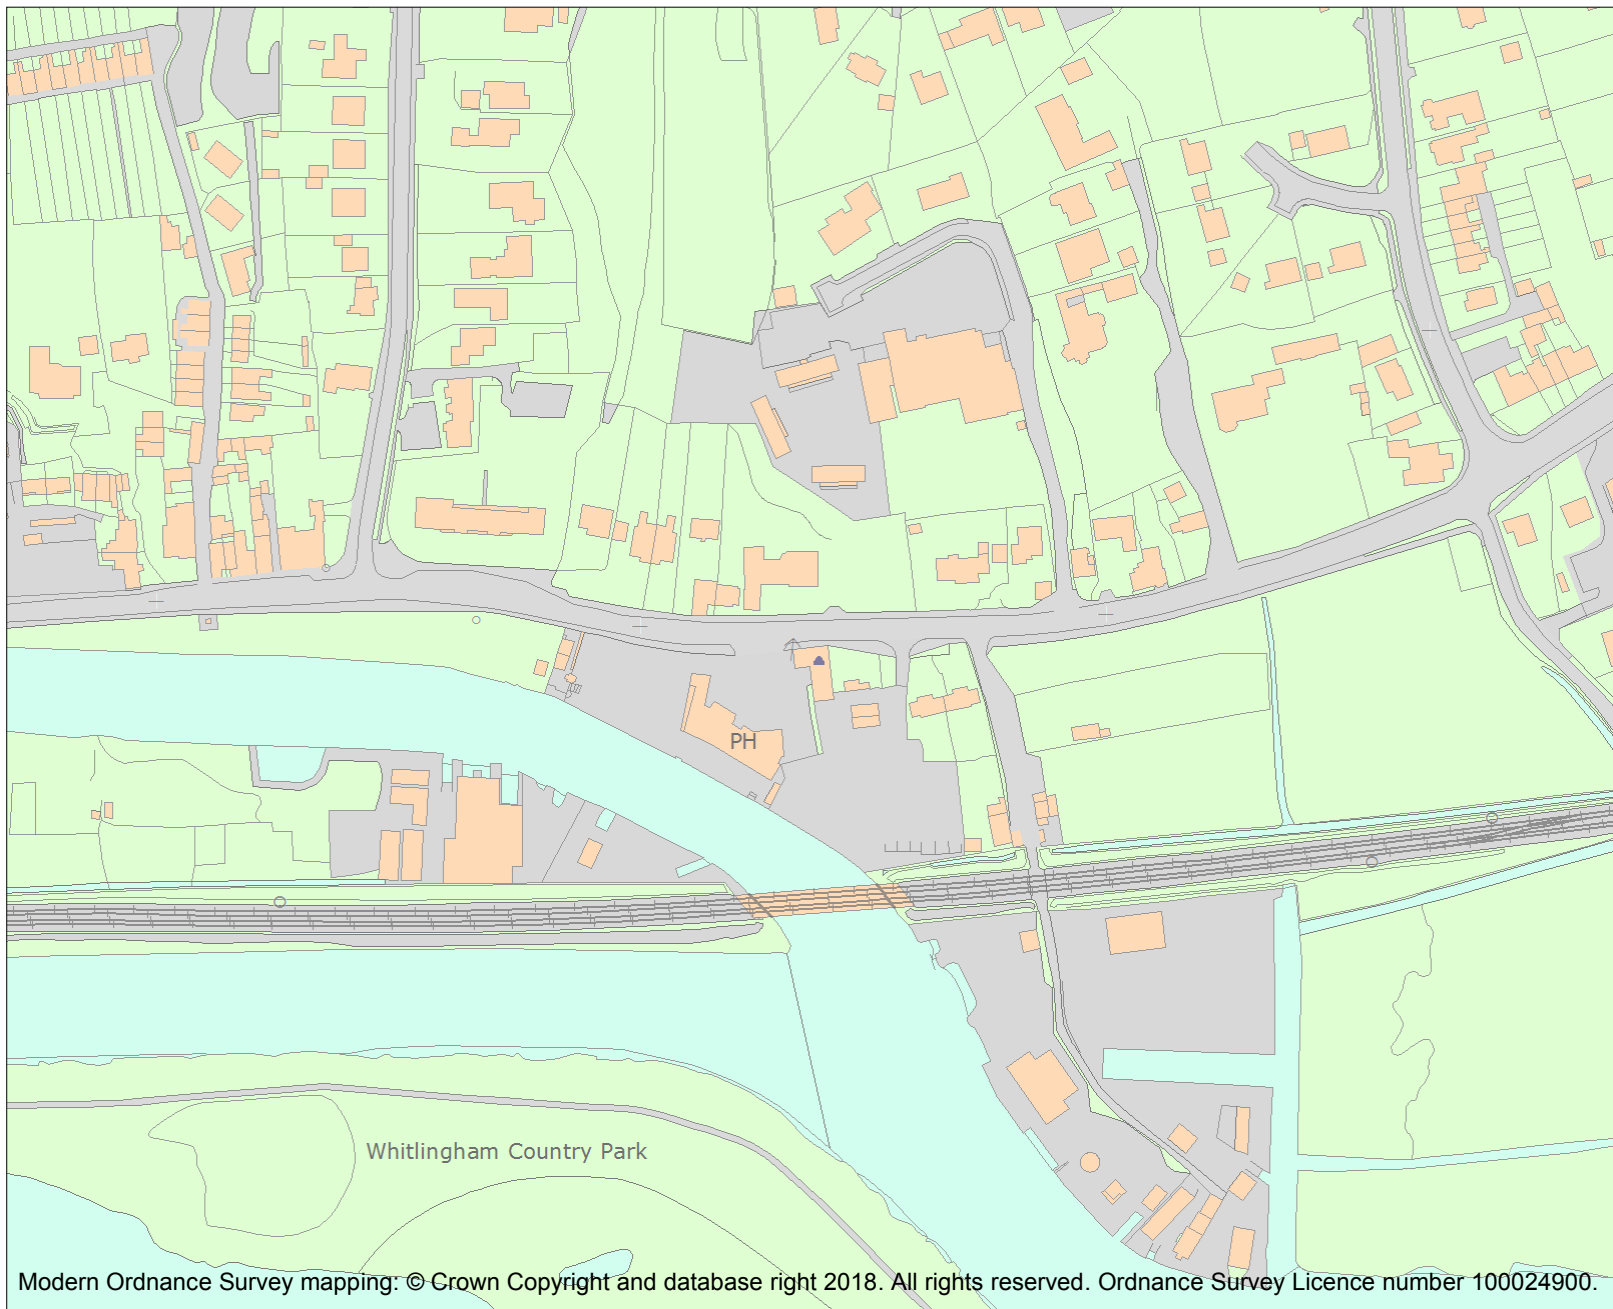 PH
Whitlingham Country Park
Modern Ordnance Survey mapping: © Crown Copyright and database right 2018. All rights reserved. Ordnance Survey Licence number 100024900.